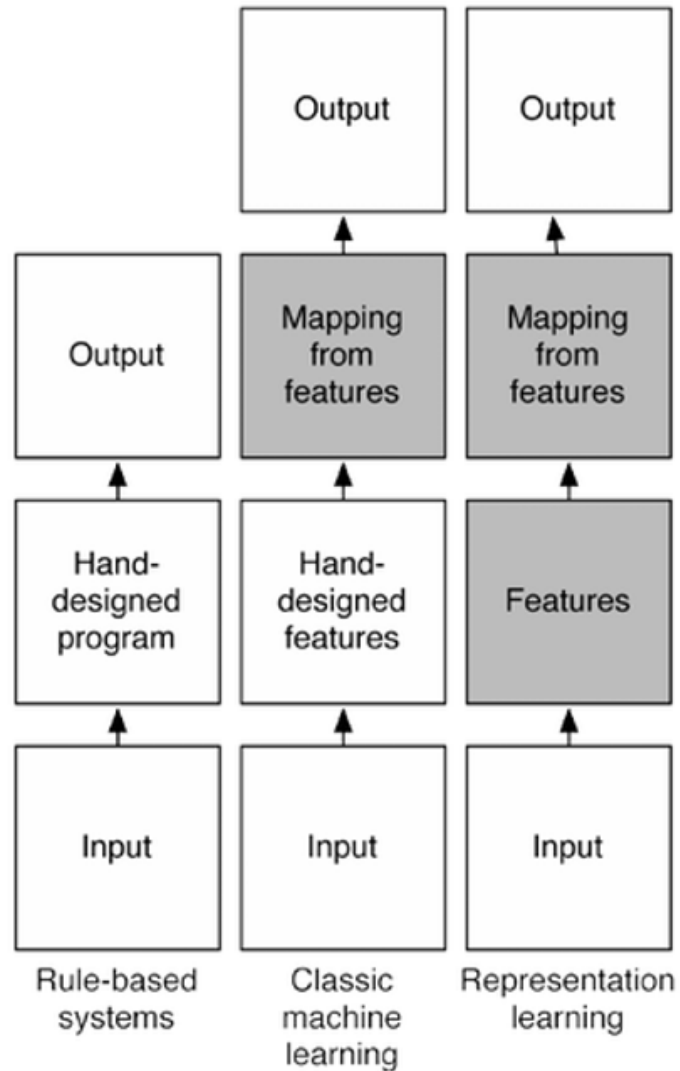 Output
Output
Output
Mapping
from
features
Mapping
from
features
Hand-
designed
program
Hand-
designed
features
Features
Input
Input
Input
Rule-based
systems
Classic
machine
learning
Representation
learning